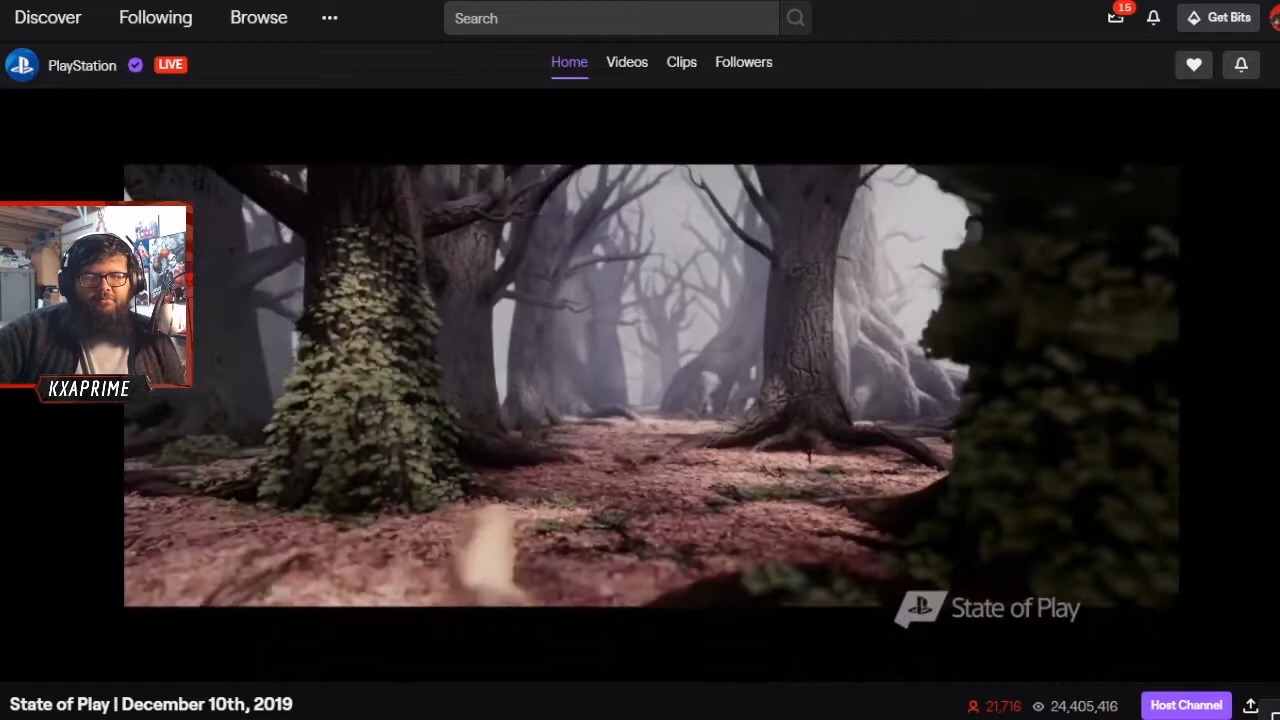 Discover Following Browse Search 15 Get Bits
PlayStation LIVE Home Videos Clips Followers
KXAPRIME
State of Play
State of Play | December 10th, 2019 21,716 24,405,416 Host Channel